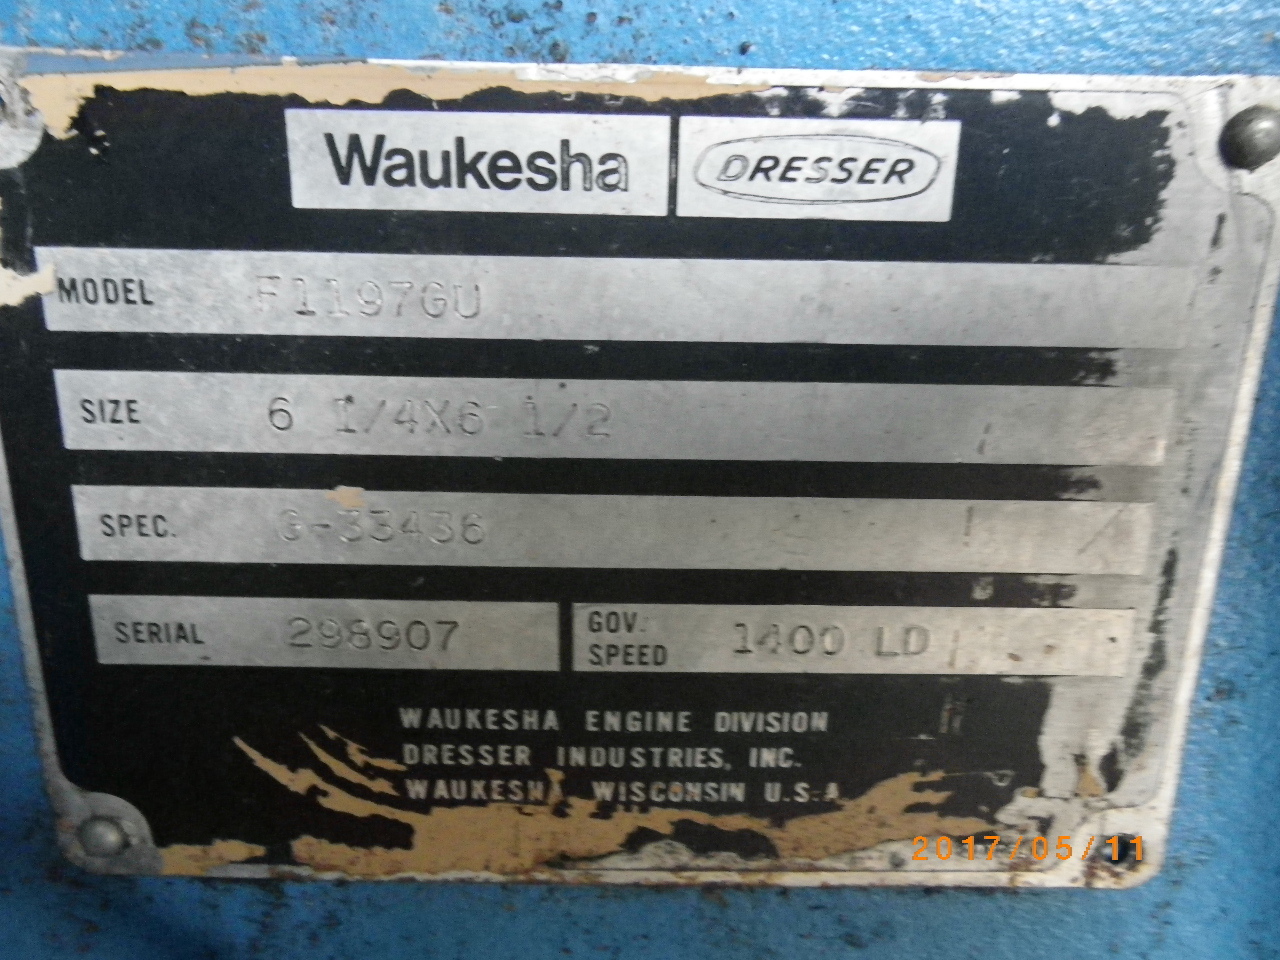 Waukesha DRESSER
MODEL F1197GU
SIZE 6 1/4X6 1/2
SPEC. G-33436
SERIAL 298907 GOV. SPEED 1400 LD
WAUKESHA ENGINE DIVISION
DRESSER INDUSTRIES, INC.
WAUKESHA, WISCONSIN U.S.A.
2017/05/11